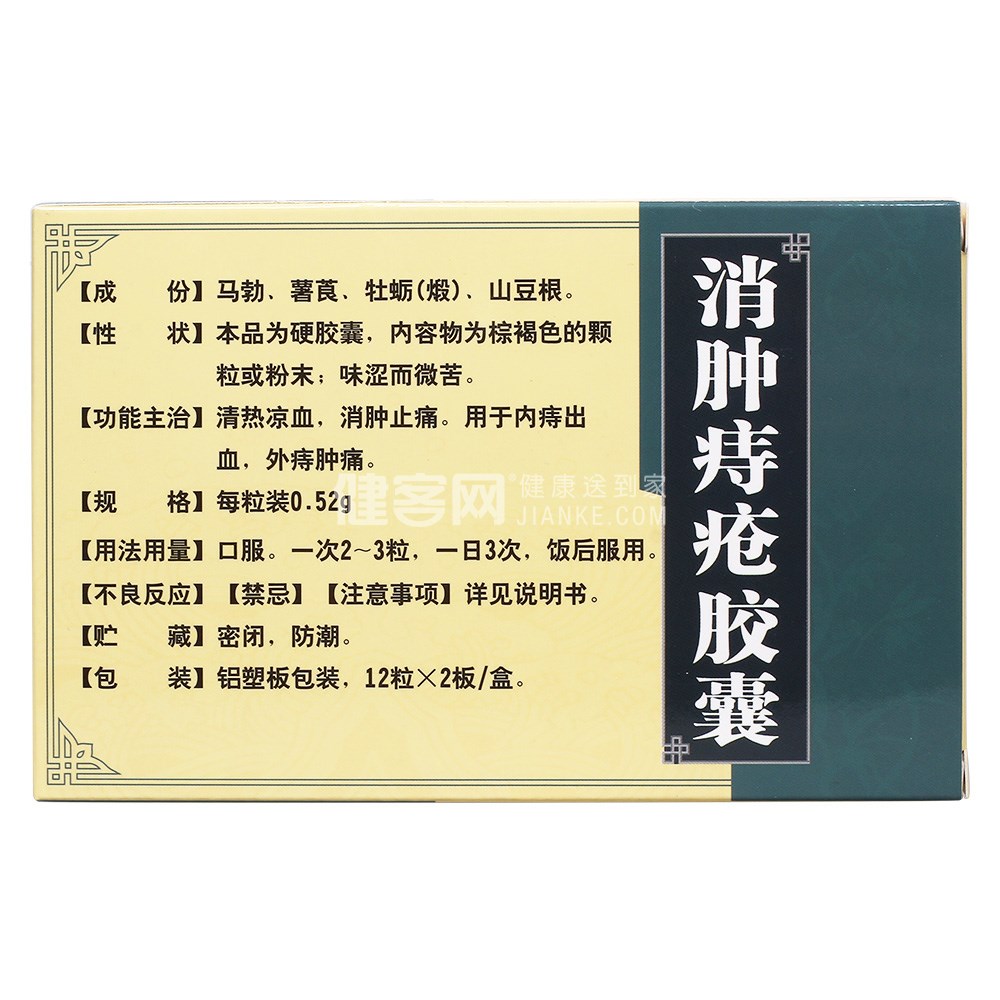 【成 份】马勃、薯莨、牡蛎(煅)、山豆根。
【性 状】本品为硬胶囊，内容物为棕褐色的颗
粒或粉末；味涩而微苦。
【功能主治】清热凉血，消肿止痛。用于内痔出
血，外痔肿痛。
【规 格】每粒装0.52g
【用法用量】口服。一次2～3粒，一日3次，饭后服用。
【不良反应】【禁忌】【注意事项】详见说明书。
【贮 藏】密闭，防潮。
【包 装】铝塑板包装，12粒×2板/盒。
消肿痔疮胶囊
健客网® 健康送到家
JIANKE.COM